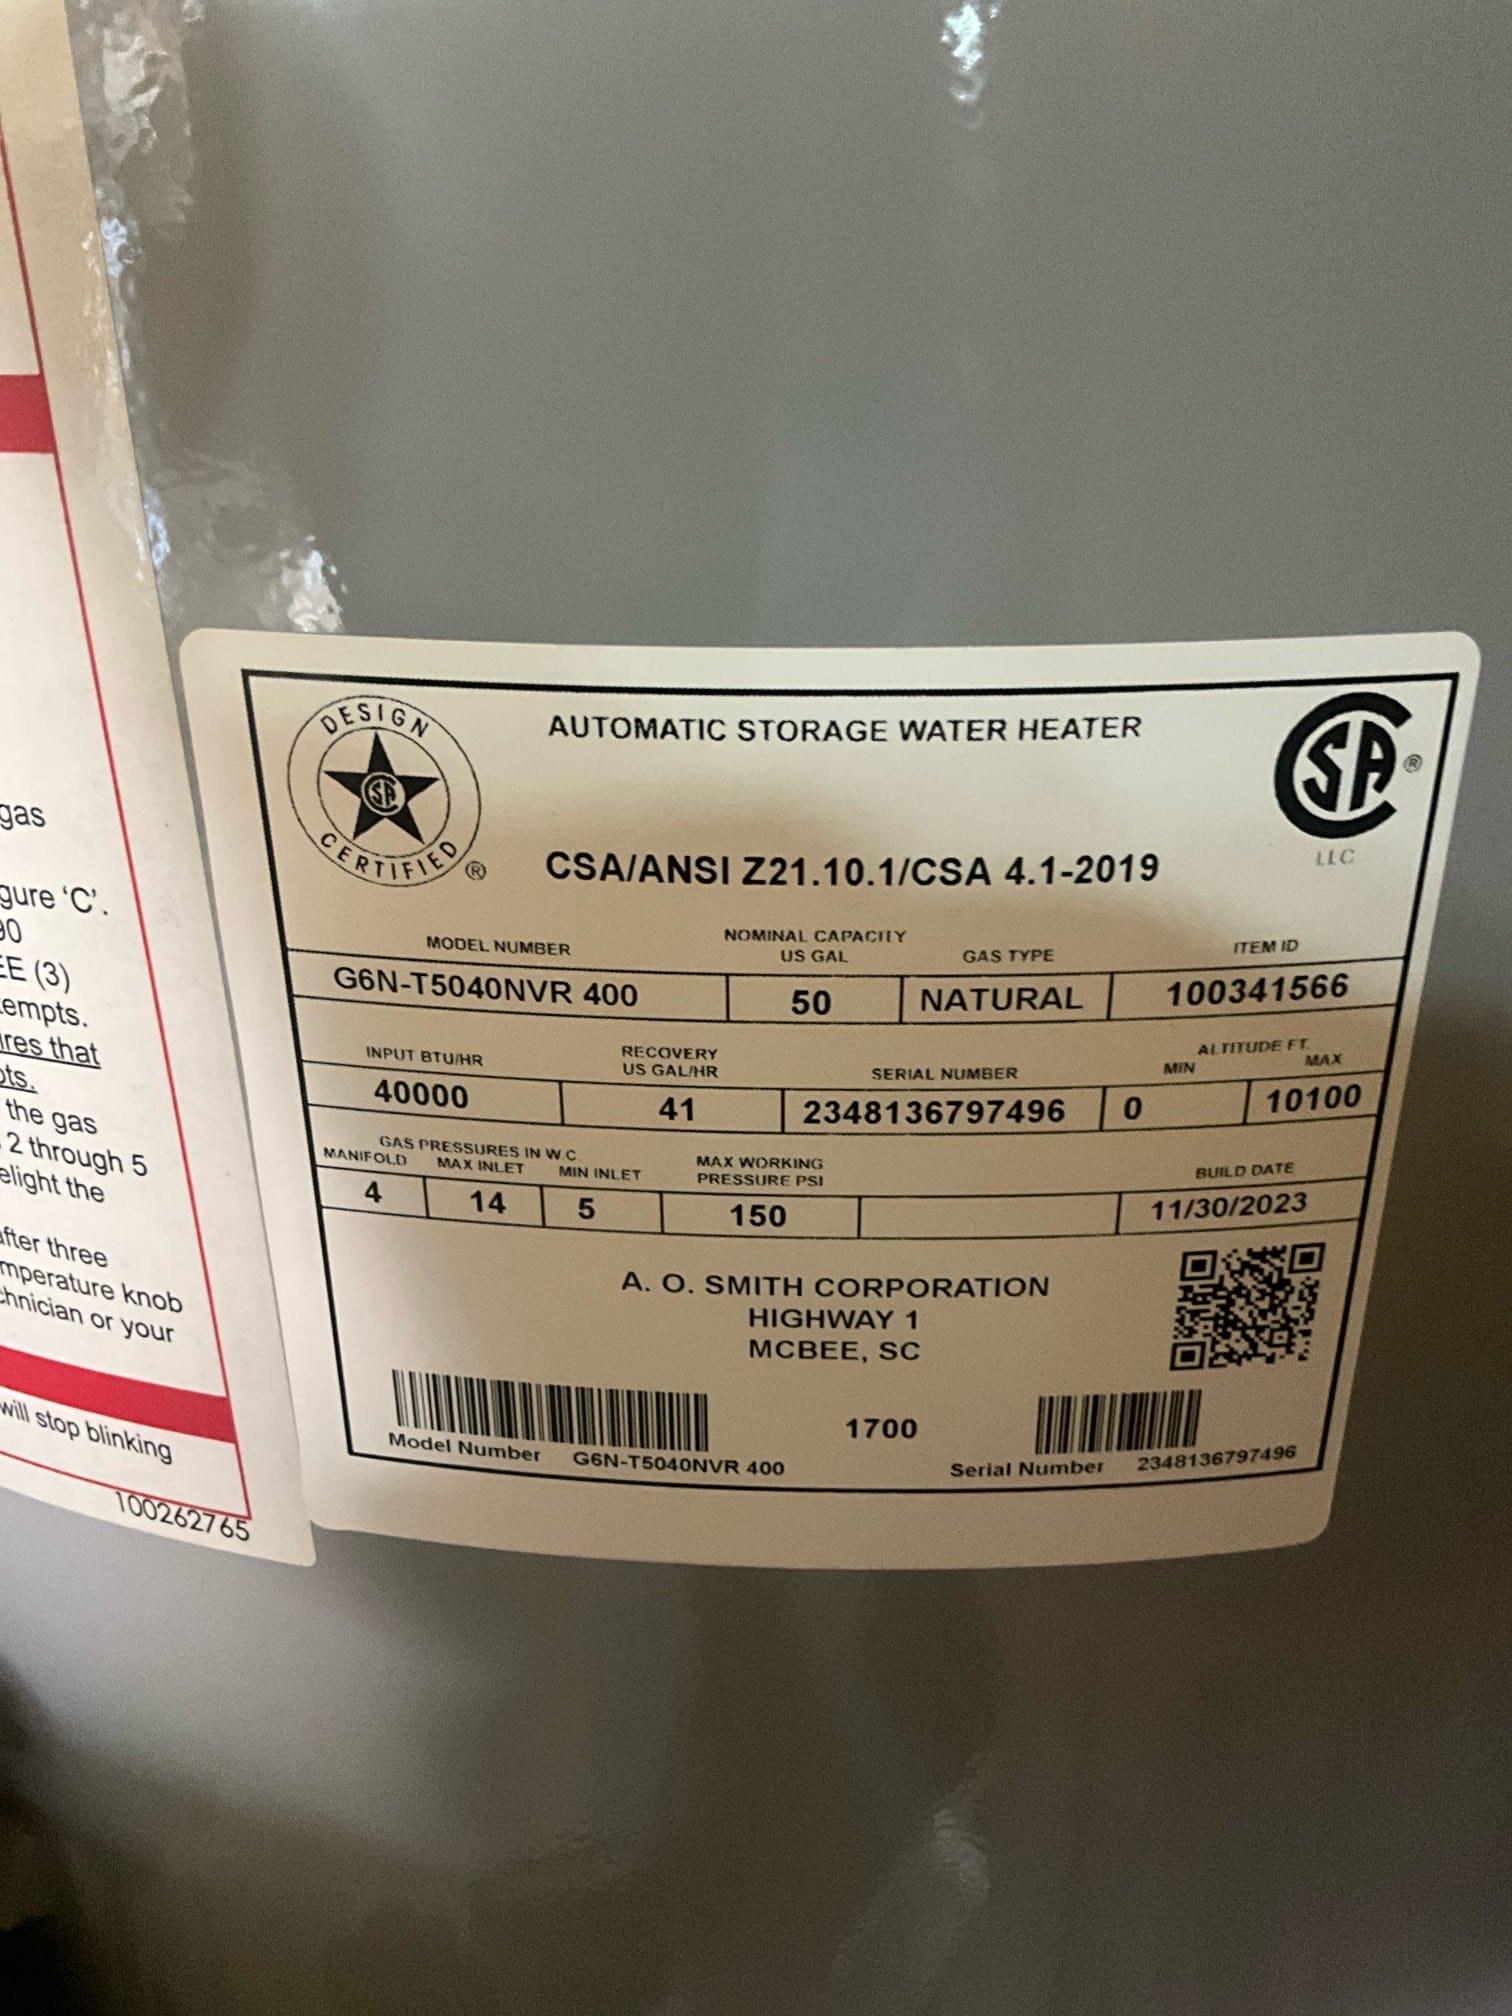 gas
gure 'C'.
EE (3)
tempts.
ures that
pts.
the gas
2 through 5
elight the
after three
mperature knob
chnician or your
will stop blinking
100262765
DESIGN
CERTIFIED ®
AUTOMATIC STORAGE WATER HEATER
SA ®
LLC
CSA/ANSI Z21.10.1/CSA 4.1-2019
MODEL NUMBER
NOMINAL CAPACITY
US GAL
GAS TYPE
ITEM ID
G6N-T5040NVR 400
50
NATURAL
100341566
INPUT BTU/HR
RECOVERY
US GAL/HR
SERIAL NUMBER
ALTITUDE FT.
MIN
MAX
40000
41
2348136797496
0
10100
GAS PRESSURES IN W.C.
MANIFOLD
MAX INLET
MIN INLET
MAX WORKING
PRESSURE PSI
BUILD DATE
4
14
5
150
11/30/2023
A. O. SMITH CORPORATION
HIGHWAY 1
MCBEE, SC
1700
Model Number G6N-T5040NVR 400
Serial Number 2348136797496